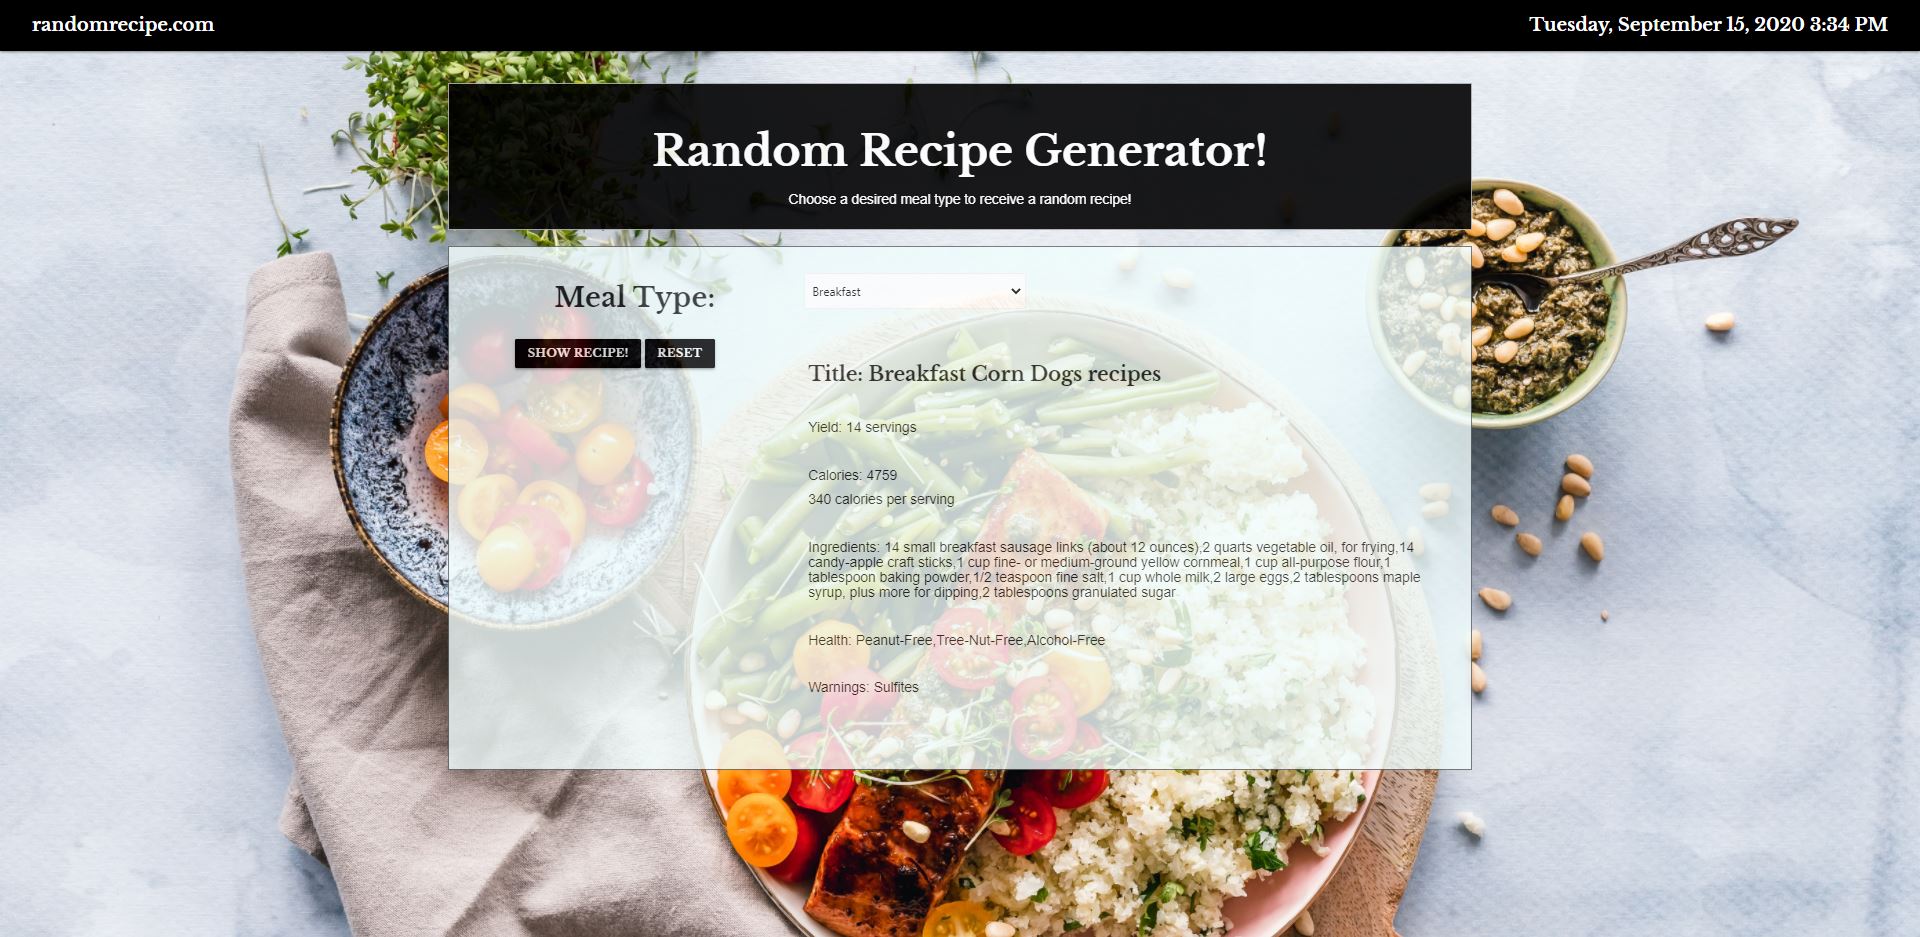 randomrecipe.com
Tuesday, September 15, 2020 3:34 PM
Random Recipe Generator!
Choose a desired meal type to receive a random recipe!
Meal Type:
Breakfast
SHOW RECIPE! RESET
Title: Breakfast Corn Dogs recipes
Yield: 14 servings
Calories: 4759
340 calories per serving
Ingredients: 14 small breakfast sausage links (about 12 ounces),2 quarts vegetable oil, for frying,14
candy-apple craft sticks,1 cup fine- or medium-ground yellow cornmeal,1 cup all-purpose flour,1
tablespoon baking powder,1/2 teaspoon fine salt,1 cup whole milk,2 large eggs,2 tablespoons maple
syrup, plus more for dipping,2 tablespoons granulated sugar
Health: Peanut-Free,Tree-Nut-Free,Alcohol-Free
Warnings: Sulfites